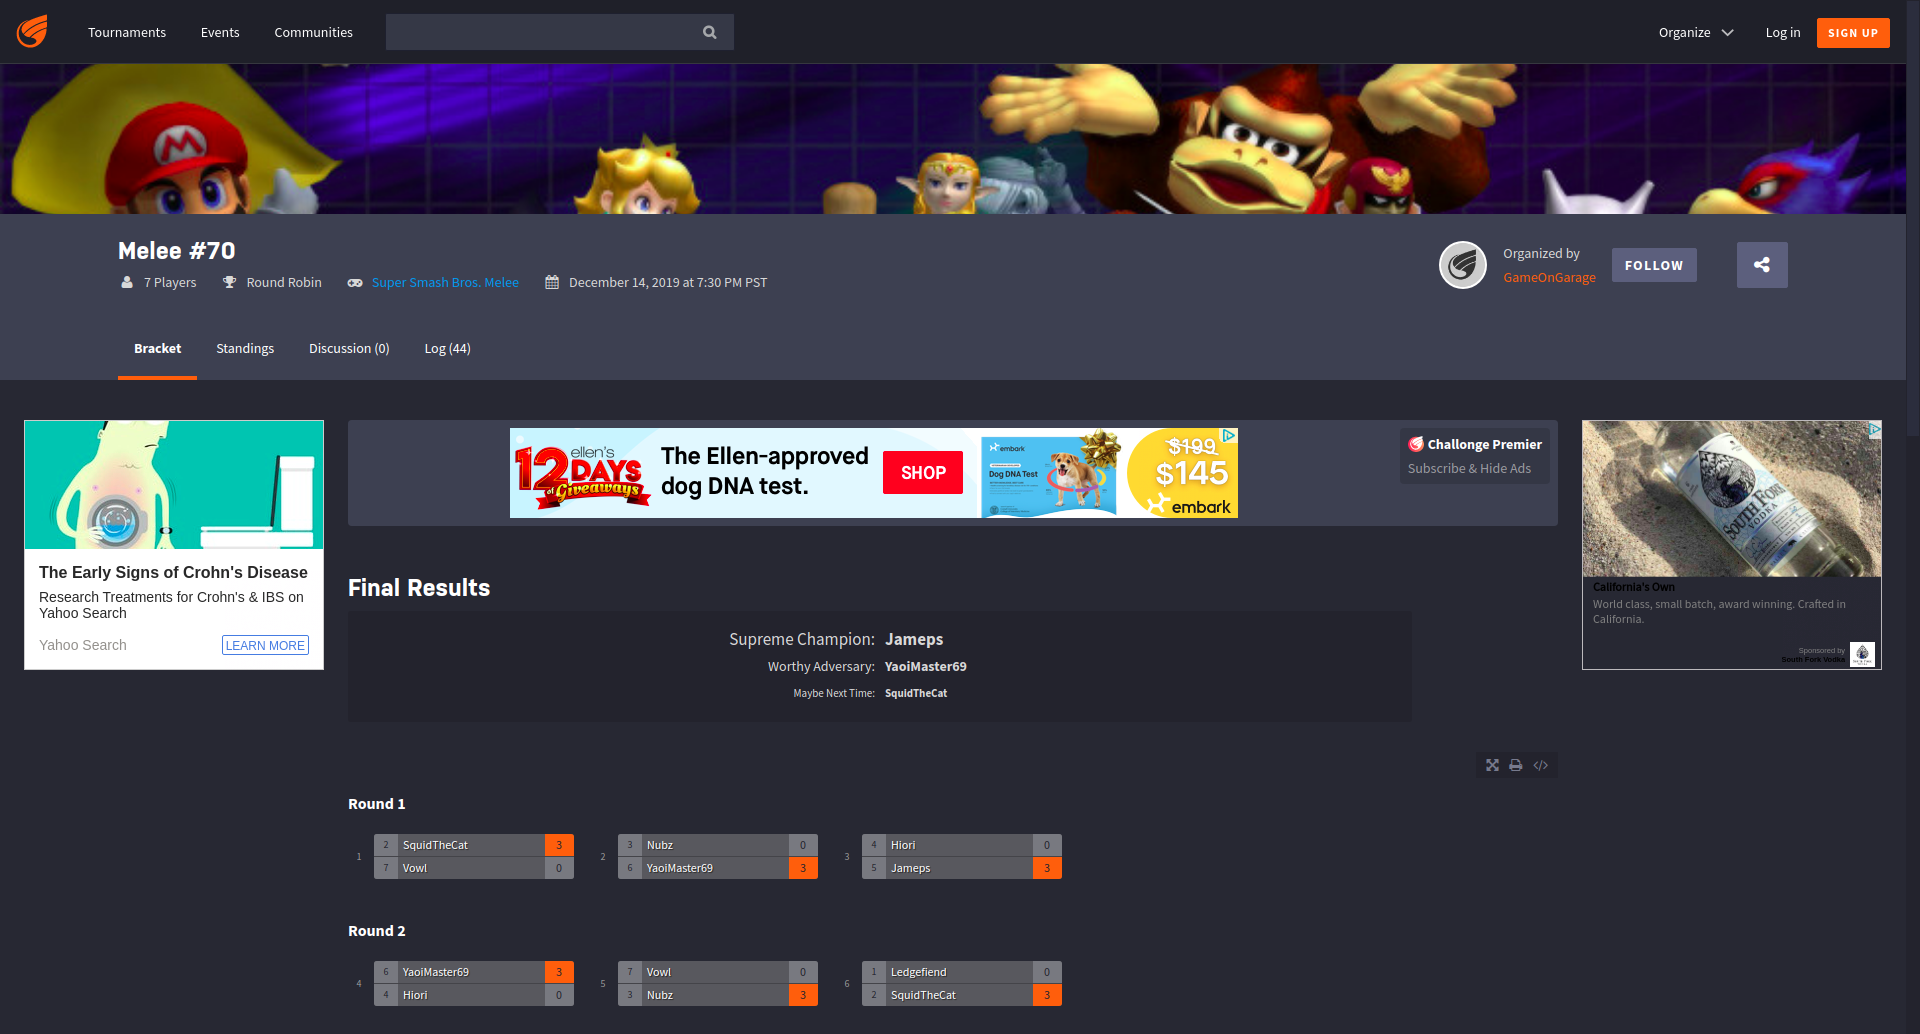 Tournaments Events Communities Organize Log in SIGN UP
Melee #70
7 Players Round Robin Super Smash Bros. Melee December 14, 2019 at 7:30 PM PST
Organized by
GameOnGarage
FOLLOW
Bracket Standings Discussion (0) Log (44)
The Early Signs of Crohn's Disease
Research Treatments for Crohn's & IBS on
Yahoo Search
Yahoo Search LEARN MORE
ellen's
12 DAYS
of Giveaways
The Ellen-approved
dog DNA test.
SHOP
embark
Dog DNA Test
$199
$145
embark
Challonge Premier
Subscribe & Hide Ads
SOUTH FORK
VODKA
California's Own
World class, small batch, award winning. Crafted in
California.
Sponsored by
South Fork Vodka
Final Results
Supreme Champion: Jameps
Worthy Adversary: YaoiMaster69
Maybe Next Time: SquidTheCat
Round 1
1
2 SquidTheCat 3
7 Vowl 0
2
3 Nubz 0
6 YaoiMaster69 3
3
4 Hiori 0
5 Jameps 3
Round 2
4
6 YaoiMaster69 3
4 Hiori 0
5
7 Vowl 0
3 Nubz 3
6
1 Ledgefiend 0
2 SquidTheCat 3